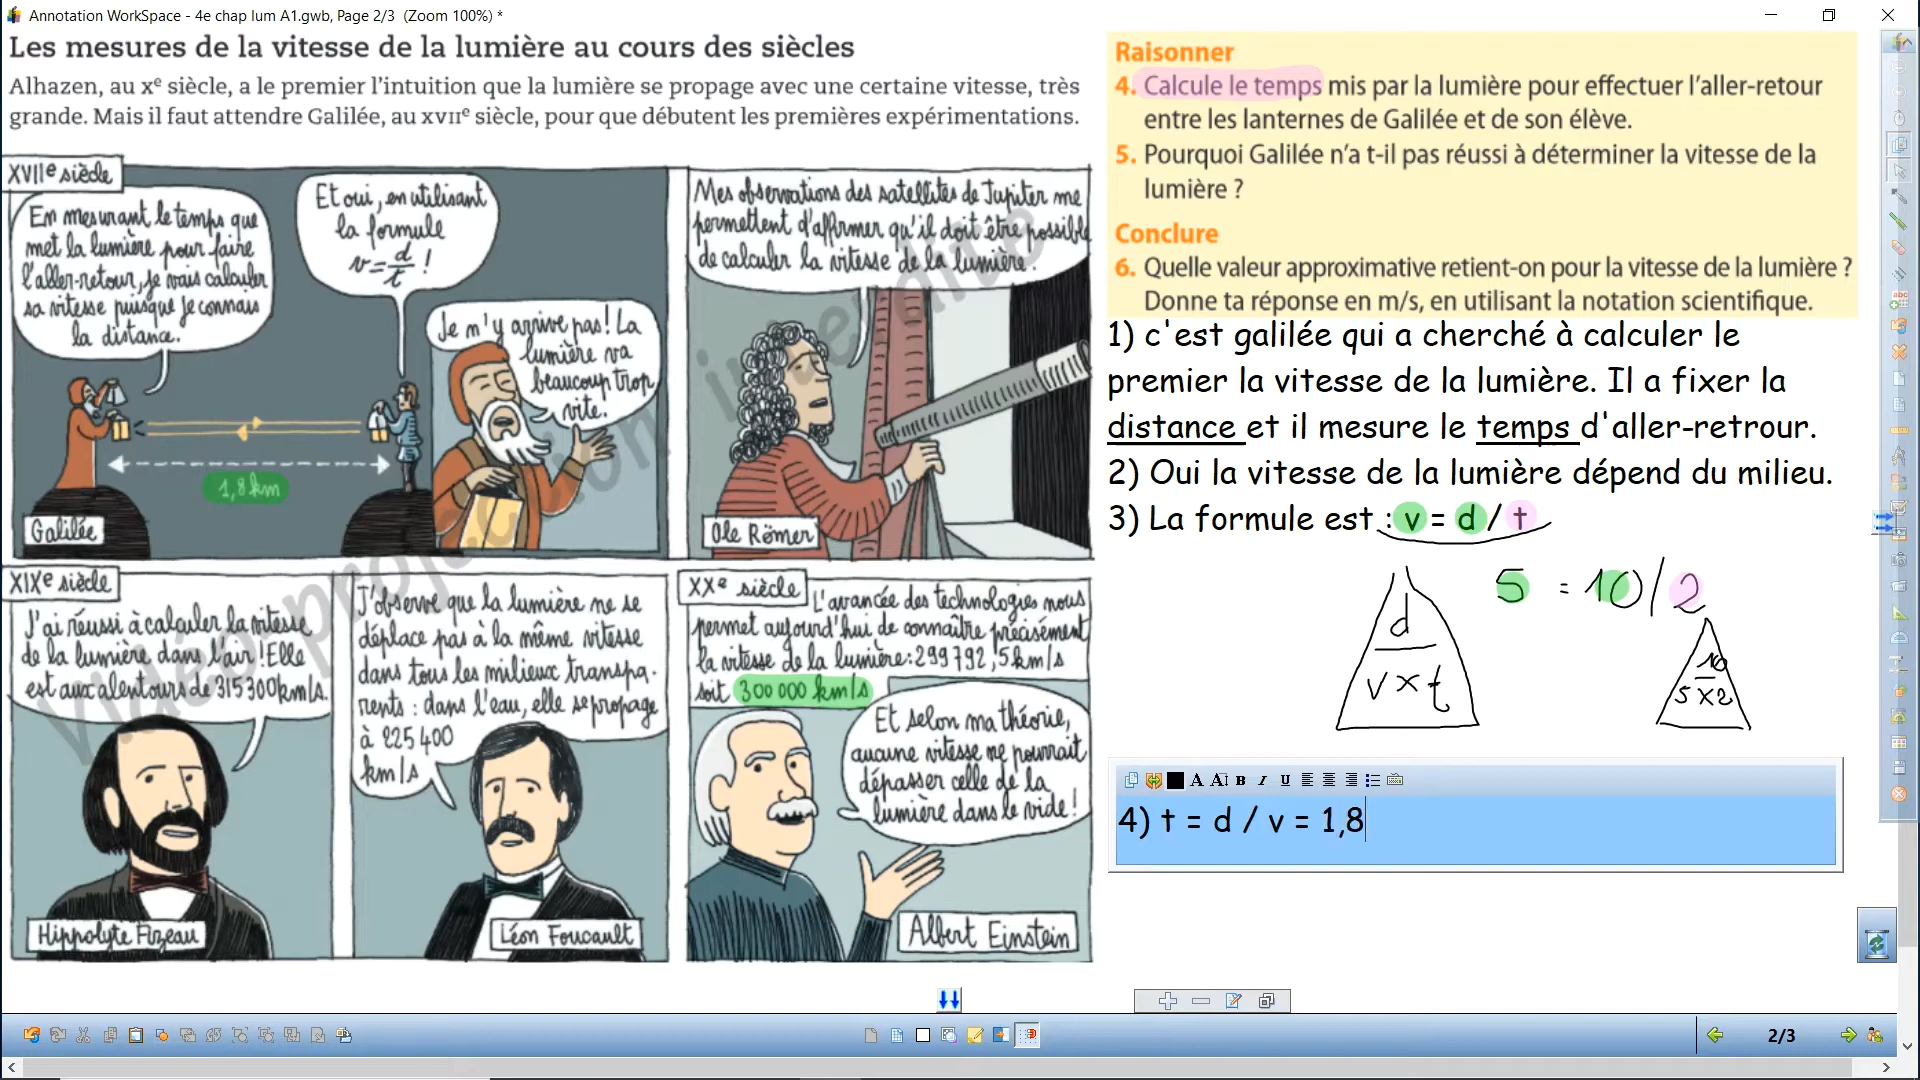 Annotation WorkSpace - 4e chap lum A1.gwb, Page 2/3 (Zoom 100%) *
Les mesures de la vitesse de la lumière au cours des siècles
Alhazen, au Xe siècle, a le premier l'intuition que la lumière se propage avec une certaine vitesse, très
grande. Mais il faut attendre Galilée, au XVIIe siècle, pour que débutent les premières expérimentations.
XVIIe siècle
En mesurant le temps que
met la lumière pour faire
l'aller-retour, je vais calculer
sa vitesse puisque je connais
la distance.
Et oui, en utilisant
la formule
v = d/t !
1,8 km
Galilée
Je n'y arrive pas ! La
lumière va
beaucoup trop
vite.
Mes observations des satellites de Jupiter me
permettent d'affirmer qu'il doit être possible
de calculer la vitesse de la lumière.
Ole Römer
XIXe siècle
J'ai réussi à calculer la vitesse
de la lumière dans l'air ! Elle
est aux alentours de 315 300 km/s.
Hippolyte Fizeau
J'observe que la lumière ne se
déplace pas à la même vitesse
dans tous les milieux transpa-
rents : dans l'eau, elle se propage
à 225 400
km/s
Léon Foucault
XXe siècle
L'avancée des technologies nous
permet aujourd'hui de connaître précisément
la vitesse de la lumière : 299 792,5 km/s
soit 300 000 km/s
Et selon ma théorie,
aucune vitesse ne pourrait
dépasser celle de la
lumière dans le vide !
Albert Einstein
Vidéo-projection interdite
Raisonner
4. Calcule le temps mis par la lumière pour effectuer l'aller-retour
entre les lanternes de Galilée et de son élève.
5. Pourquoi Galilée n'a t-il pas réussi à déterminer la vitesse de la
lumière ?
Conclure
6. Quelle valeur approximative retient-on pour la vitesse de la lumière ?
Donne ta réponse en m/s, en utilisant la notation scientifique.
1) c'est galilée qui a cherché à calculer le
premier la vitesse de la lumière. Il a fixer la
distance et il mesure le temps d'aller-retrour.
2) Oui la vitesse de la lumière dépend du milieu.
3) La formule est : v = d / t
5 = 10 / 2
d
v × t
10
5 × 2
4) t = d / v = 1,8
2/3